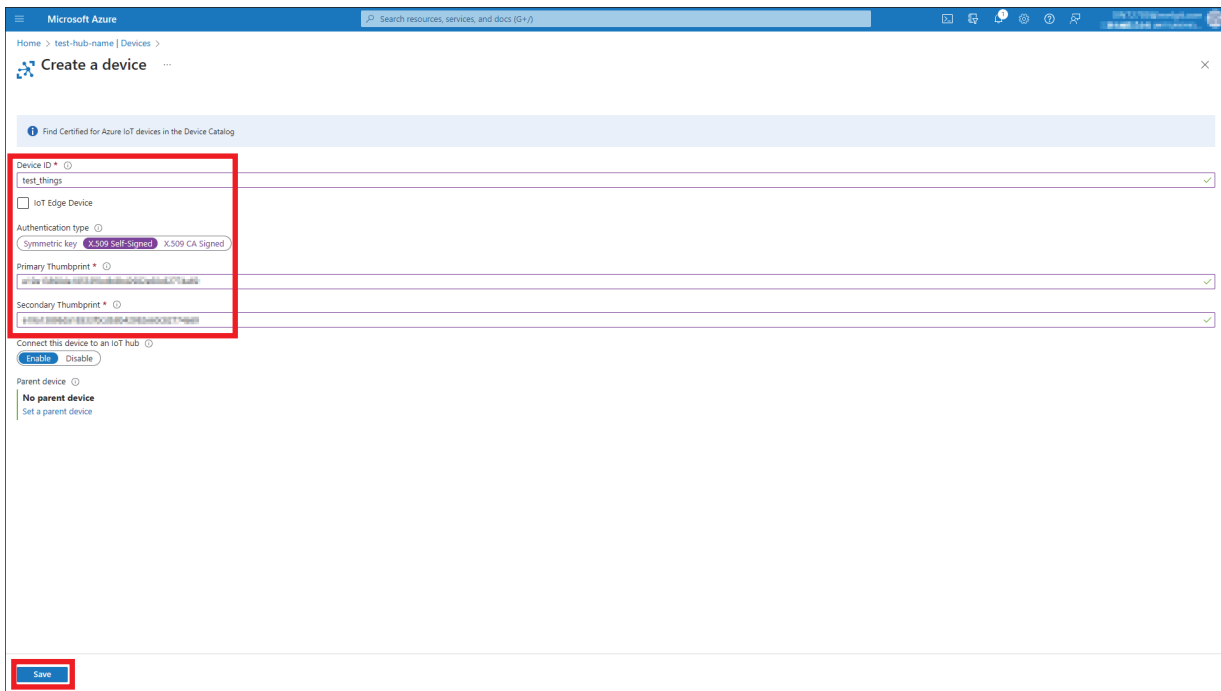 Microsoft Azure
Search resources, services, and docs (G+/)
1
Home > test-hub-name | Devices >
Create a device ...
Find Certified for Azure IoT devices in the Device Catalog
Device ID *
test_things
IoT Edge Device
Authentication type
Symmetric key X.509 Self-Signed X.509 CA Signed
Primary Thumbprint *
Secondary Thumbprint *
Connect this device to an IoT hub
Enable Disable
Parent device
No parent device
Set a parent device
Save